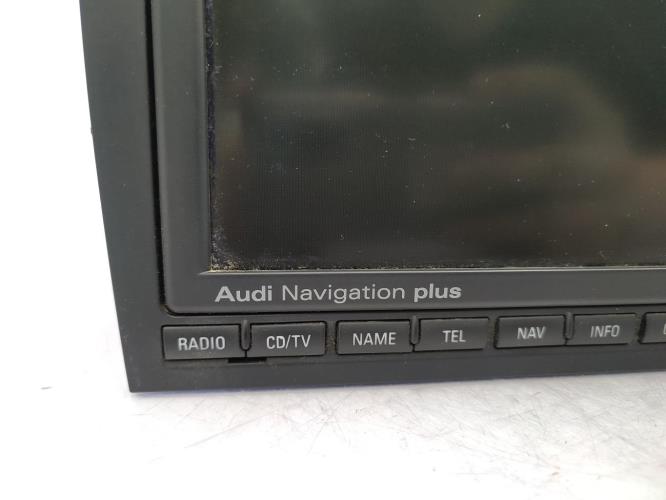 Audi Navigation plus
RADIO CD/TV NAME TEL NAV INFO